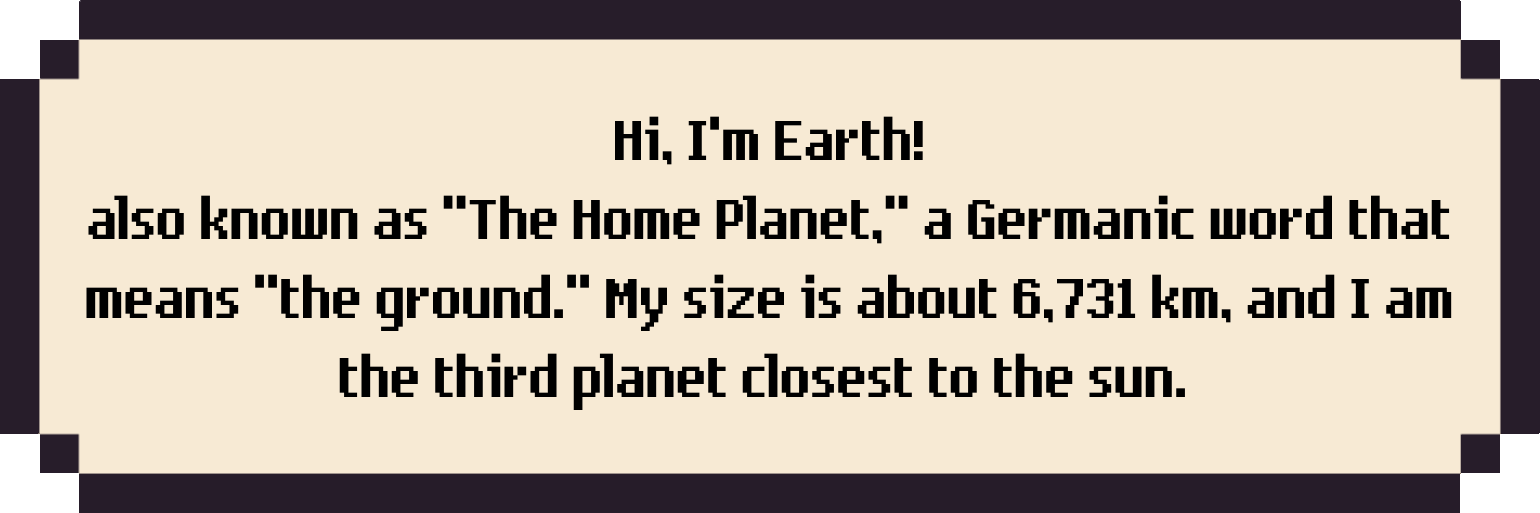 Hi, I'm Earth!
also known as "The Home Planet," a Germanic word that
means "the ground." My size is about 6,731 km, and I am
the third planet closest to the sun.